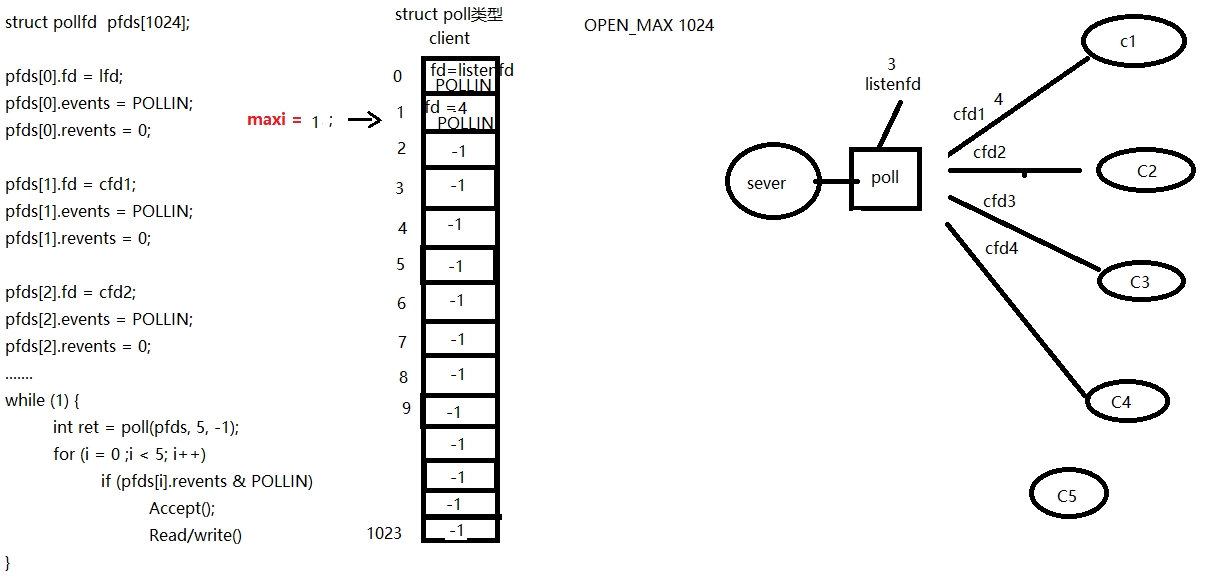 struct pollfd pfds[1024];
pfds[0].fd = lfd;
pfds[0].events = POLLIN;
pfds[0].revents = 0;
pfds[1].fd = cfd1;
pfds[1].events = POLLIN;
pfds[1].revents = 0;
pfds[2].fd = cfd2;
pfds[2].events = POLLIN;
pfds[2].revents = 0;
.......
while (1) {
int ret = poll(pfds, 5, -1);
for (i = 0 ;i < 5; i++)
if (pfds[i].revents & POLLIN)
Accept();
Read/write()
}
maxi = 1 ;
struct poll类型
client
0 fd=listenfd
POLLIN
1 fd =4
POLLIN
2 -1
3 -1
4 -1
5 -1
6 -1
7 -1
8 -1
9 -1
-1
-1
-1
1023 -1
OPEN_MAX 1024
3
listenfd
sever
poll
4
cfd1
cfd2
cfd3
cfd4
c1
C2
C3
C4
C5